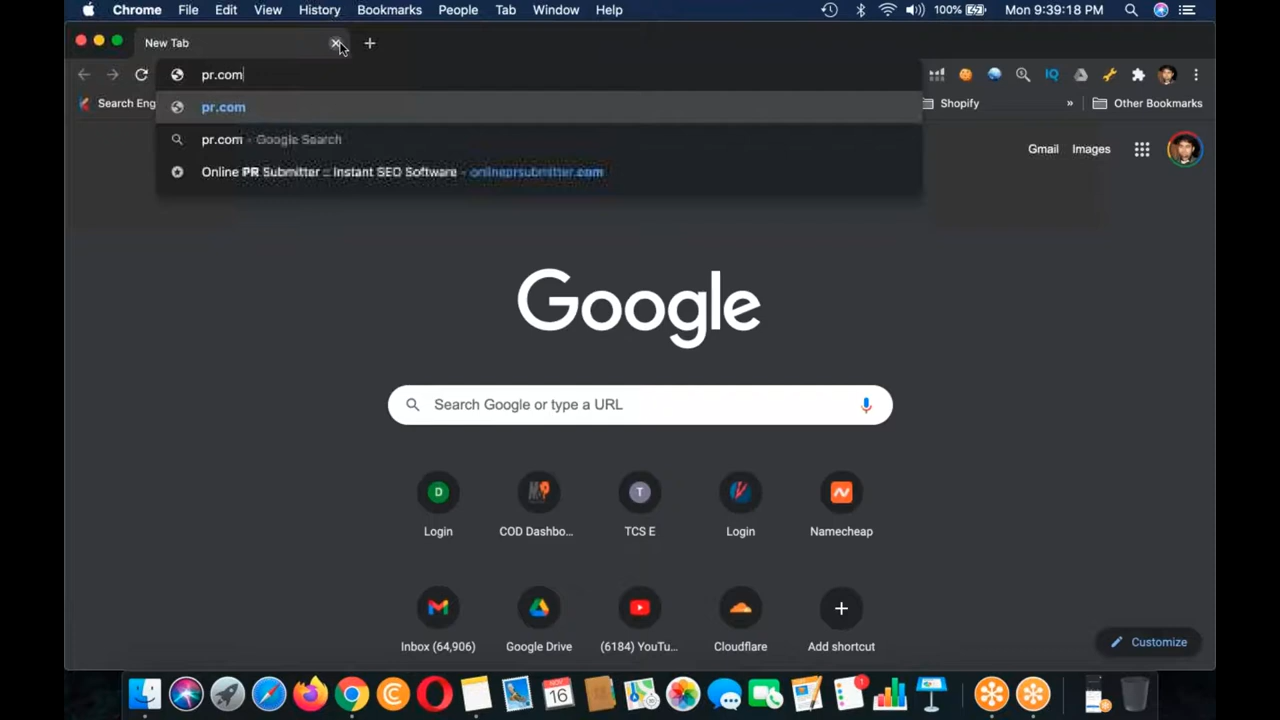 Chrome File Edit View History Bookmarks People Tab Window Help 100% Mon 9:39:18 PM
New Tab
pr.com
Search Eng Shopify » Other Bookmarks
pr.com
pr.com - Google Search
Online PR Submitter :: Instant SEO Software - onlineprsubmitter.com
Gmail Images
Google
Search Google or type a URL
D T
Login COD Dashbo... TCS E Login Namecheap
Inbox (64,906) Google Drive (6184) YouTu... Cloudflare Add shortcut
Customize
NOV
16
1